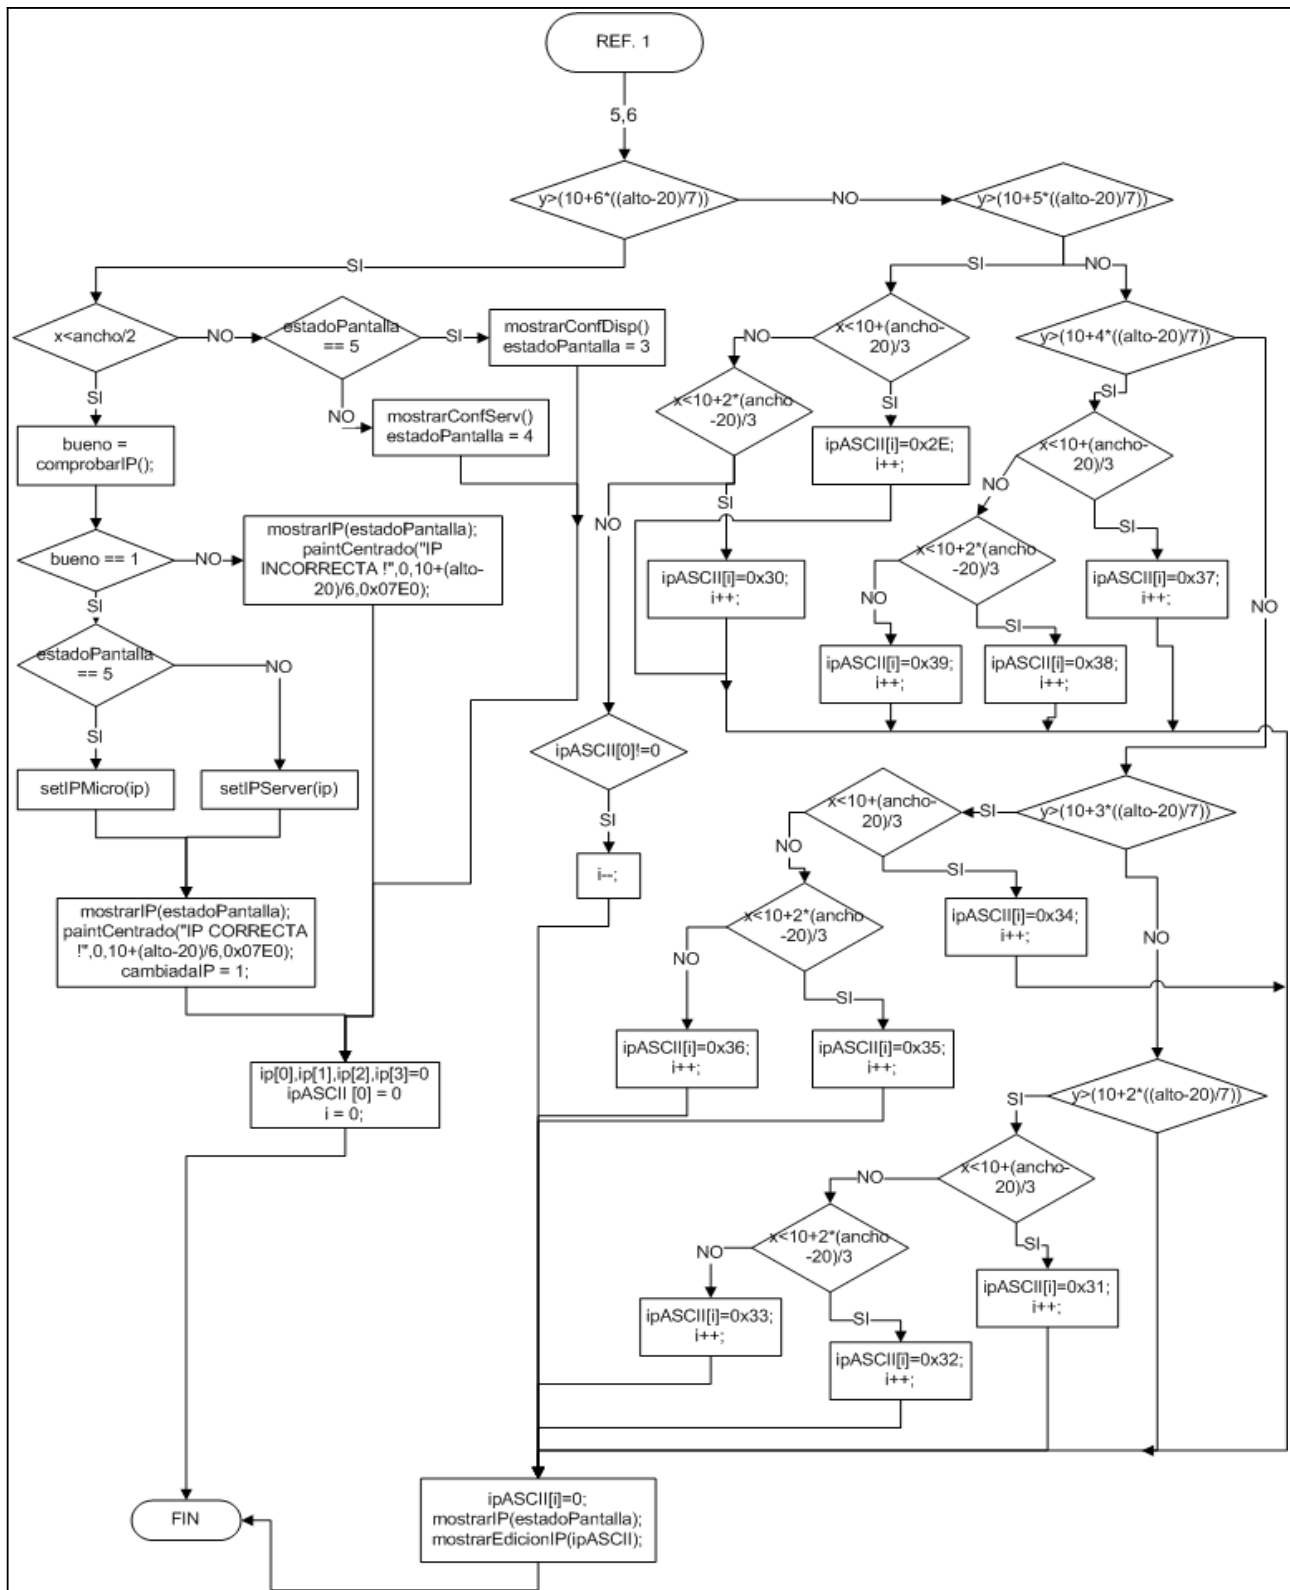 REF. 1
5,6
y>(10+6*((alto-20)/7))
NO
y>(10+5*((alto-20)/7))
SI
SI
NO
x<ancho/2
NO
estadoPantalla
== 5
SI
mostrarConfDisp()
estadoPantalla = 3
NO
x<10+(ancho-
20)/3
y>(10+4*((alto-20)/7))
SI
NO
mostrarConfServ()
estadoPantalla = 4
x<10+2*(ancho
-20)/3
SI
SI
bueno =
comprobarIP();
ipASCII[i]=0x2E;
i++;
x<10+(ancho-
20)/3
NO
SI
NO
SI
bueno == 1
NO
mostrarIP(estadoPantalla);
paintCentrado("IP
INCORRECTA !",0,10+(alto-
20)/6,0x07E0);
x<10+2*(ancho
-20)/3
ipASCII[i]=0x30;
i++;
ipASCII[i]=0x37;
i++;
NO
NO
SI
SI
estadoPantalla
== 5
NO
ipASCII[i]=0x39;
i++;
ipASCII[i]=0x38;
i++;
SI
ipASCII[0]!=0
setIPMicro(ip)
setIPServer(ip)
x<10+(ancho-
20)/3
SI
y>(10+3*((alto-20)/7))
SI
NO
i--;
SI
mostrarIP(estadoPantalla);
paintCentrado("IP CORRECTA
!",0,10+(alto-20)/6,0x07E0);
cambiadaIP = 1;
x<10+2*(ancho
-20)/3
ipASCII[i]=0x34;
i++;
NO
NO
SI
ipASCII[i]=0x36;
i++;
ipASCII[i]=0x35;
i++;
ip[0],ip[1],ip[2],ip[3]=0
ipASCII [0] = 0
i = 0;
y>(10+2*((alto-20)/7))
SI
x<10+(ancho-
20)/3
NO
x<10+2*(ancho
-20)/3
NO
SI
ipASCII[i]=0x31;
i++;
ipASCII[i]=0x33;
i++;
SI
ipASCII[i]=0x32;
i++;
ipASCII[i]=0;
mostrarIP(estadoPantalla);
mostrarEdicionIP(ipASCII);
FIN